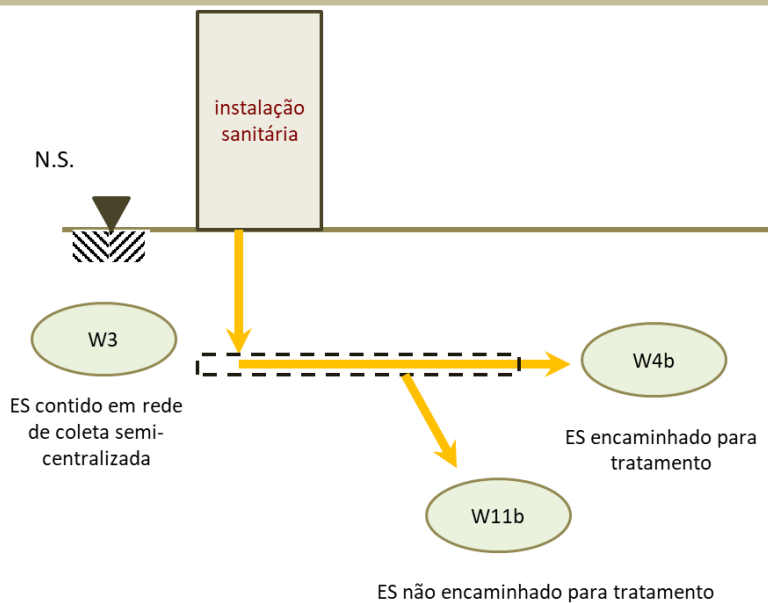 instalação
sanitária
N.S.
W3
ES contido em rede
de coleta semi-
centralizada
W4b
ES encaminhado para
tratamento
W11b
ES não encaminhado para tratamento